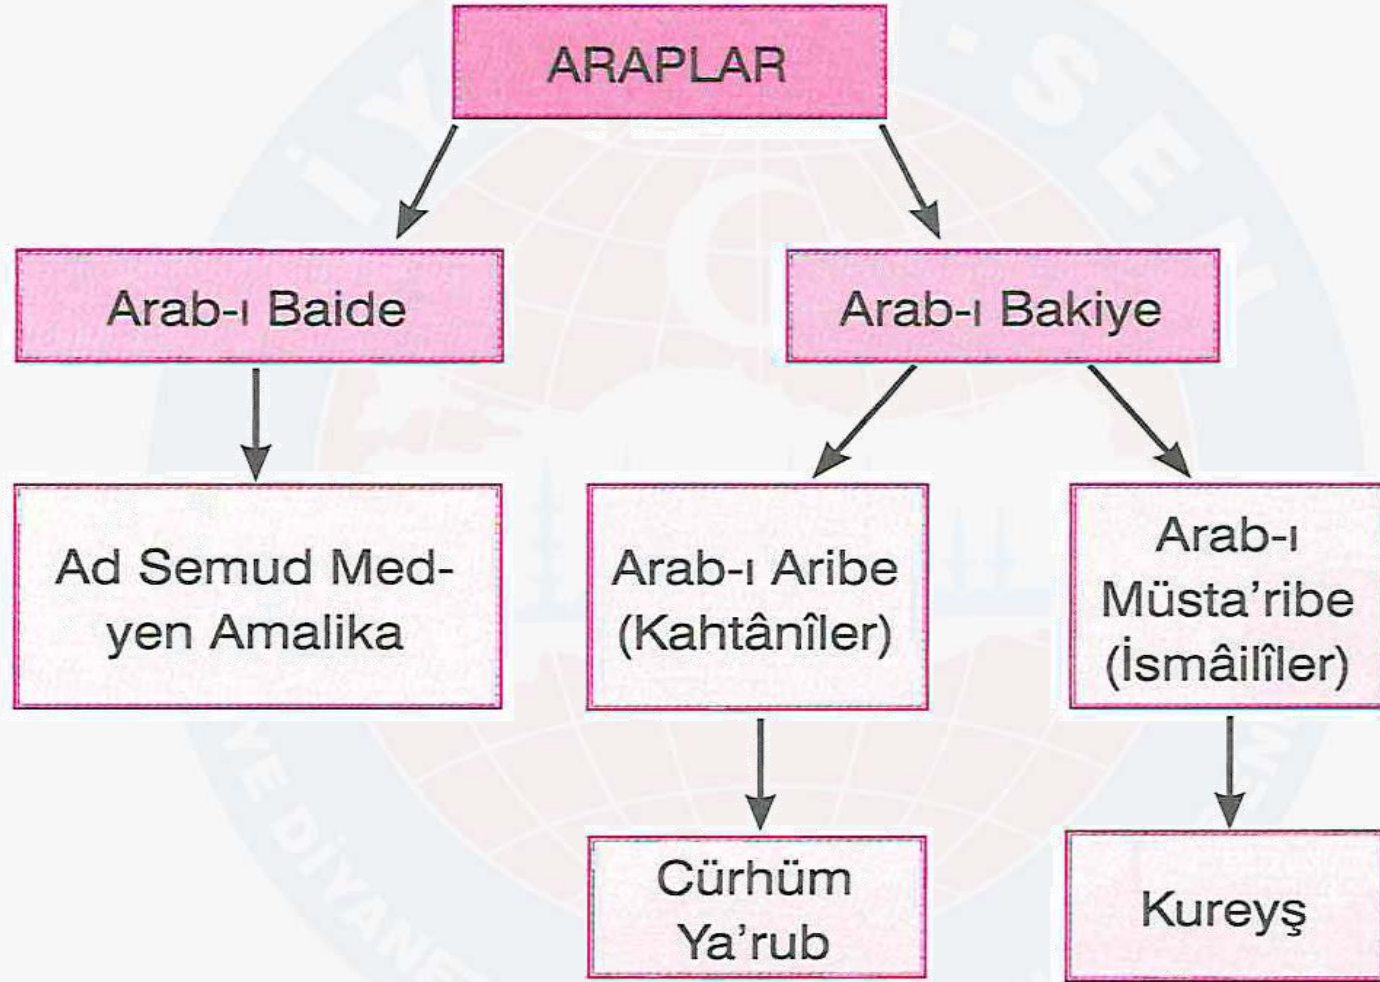 ARAPLAR
Arab-ı Baide
Arab-ı Bakiye
Ad Semud Med-
yen Amalika
Arab-ı Aribe
(Kahtânîler)
Arab-ı
Müsta'ribe
(İsmâilîler)
Cürhüm
Ya'rub
Kureyş